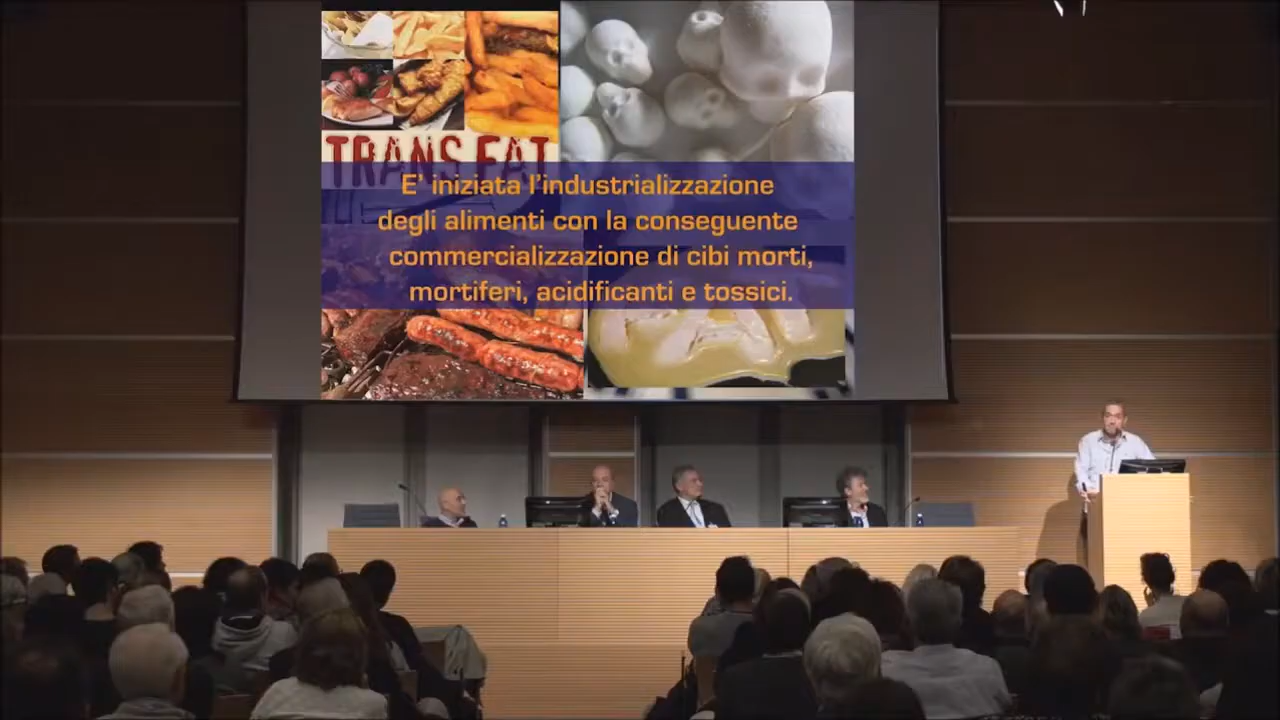 TRANS FAT
E' iniziata l'industrializzazione
degli alimenti con la conseguente
commercializzazione di cibi morti,
mortiferi, acidificanti e tossici.